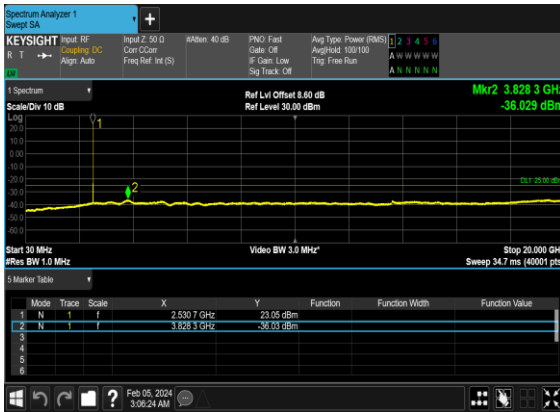 Spectrum Analyzer 1
Swept SA
+
KEYSIGHT Input: RF Input Z: 50 Ω #Atten: 40 dB PNO: Fast Avg Type: Power (RMS) 1 2 3 4 5 6
R T Coupling: DC Corr CCorr Gate: Off Avg|Hold: 100/100 A W W W W W
Align: Auto Freq Ref: Int (S) IF Gain: Low Trig: Free Run
LXI Sig Track: Off A N N N N N
1 Spectrum Ref Lvl Offset 8.60 dB Mkr2 3.828 3 GHz
Scale/Div 10 dB Ref Level 30.00 dBm -36.029 dBm
Log
1
20.0
10.0
0.00
-10.0
-20.0 DL1 -25.00 dBm
-30.0 2
-40.0
-50.0
-60.0
Start 30 MHz Video BW 3.0 MHz* Stop 20.000 GHz
#Res BW 1.0 MHz Sweep 34.7 ms (40001 pts)
5 Marker Table
Mode Trace Scale X Y Function Function Width Function Value
1 N 1 f 2.530 7 GHz 23.05 dBm
2 N 1 f 3.828 3 GHz -36.03 dBm
3
4
5
6
? Feb 05, 2024
3:06:24 AM